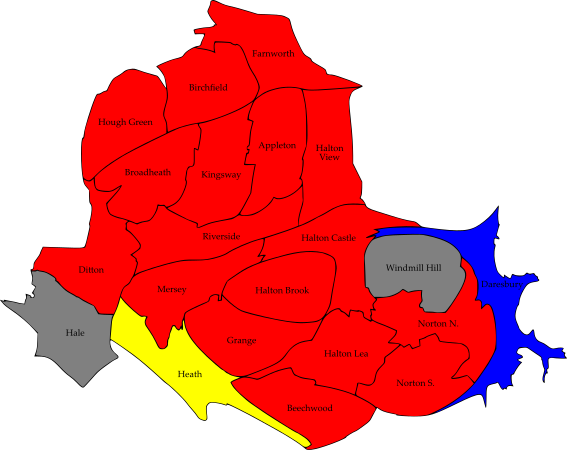 Farnworth
Birchfield
Hough Green
Appleton
Halton
View
Broadheath
Kingsway
Riverside
Halton Castle
Ditton
Windmill Hill
Daresbury
Mersey
Halton Brook
Hale
Norton N.
Grange
Halton Lea
Heath
Norton S.
Beechwood